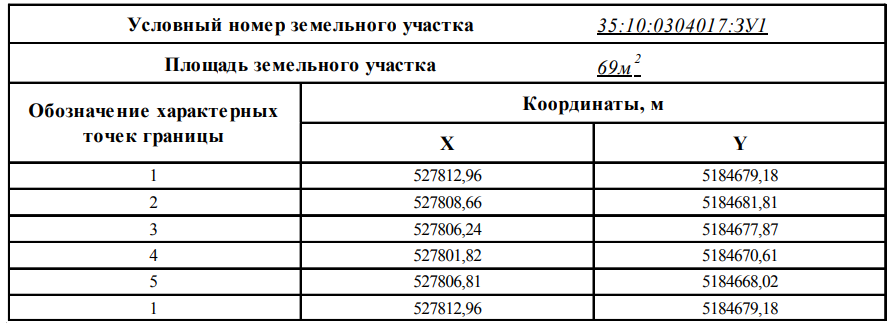 Условный номер земельного участка 35:10:0304017:ЗУ1
Площадь земельного участка 69м²
Обозначение характерных точек границы Координаты, м
X Y
1 527812,96 5184679,18
2 527808,66 5184681,81
3 527806,24 5184677,87
4 527801,82 5184670,61
5 527806,81 5184668,02
1 527812,96 5184679,18